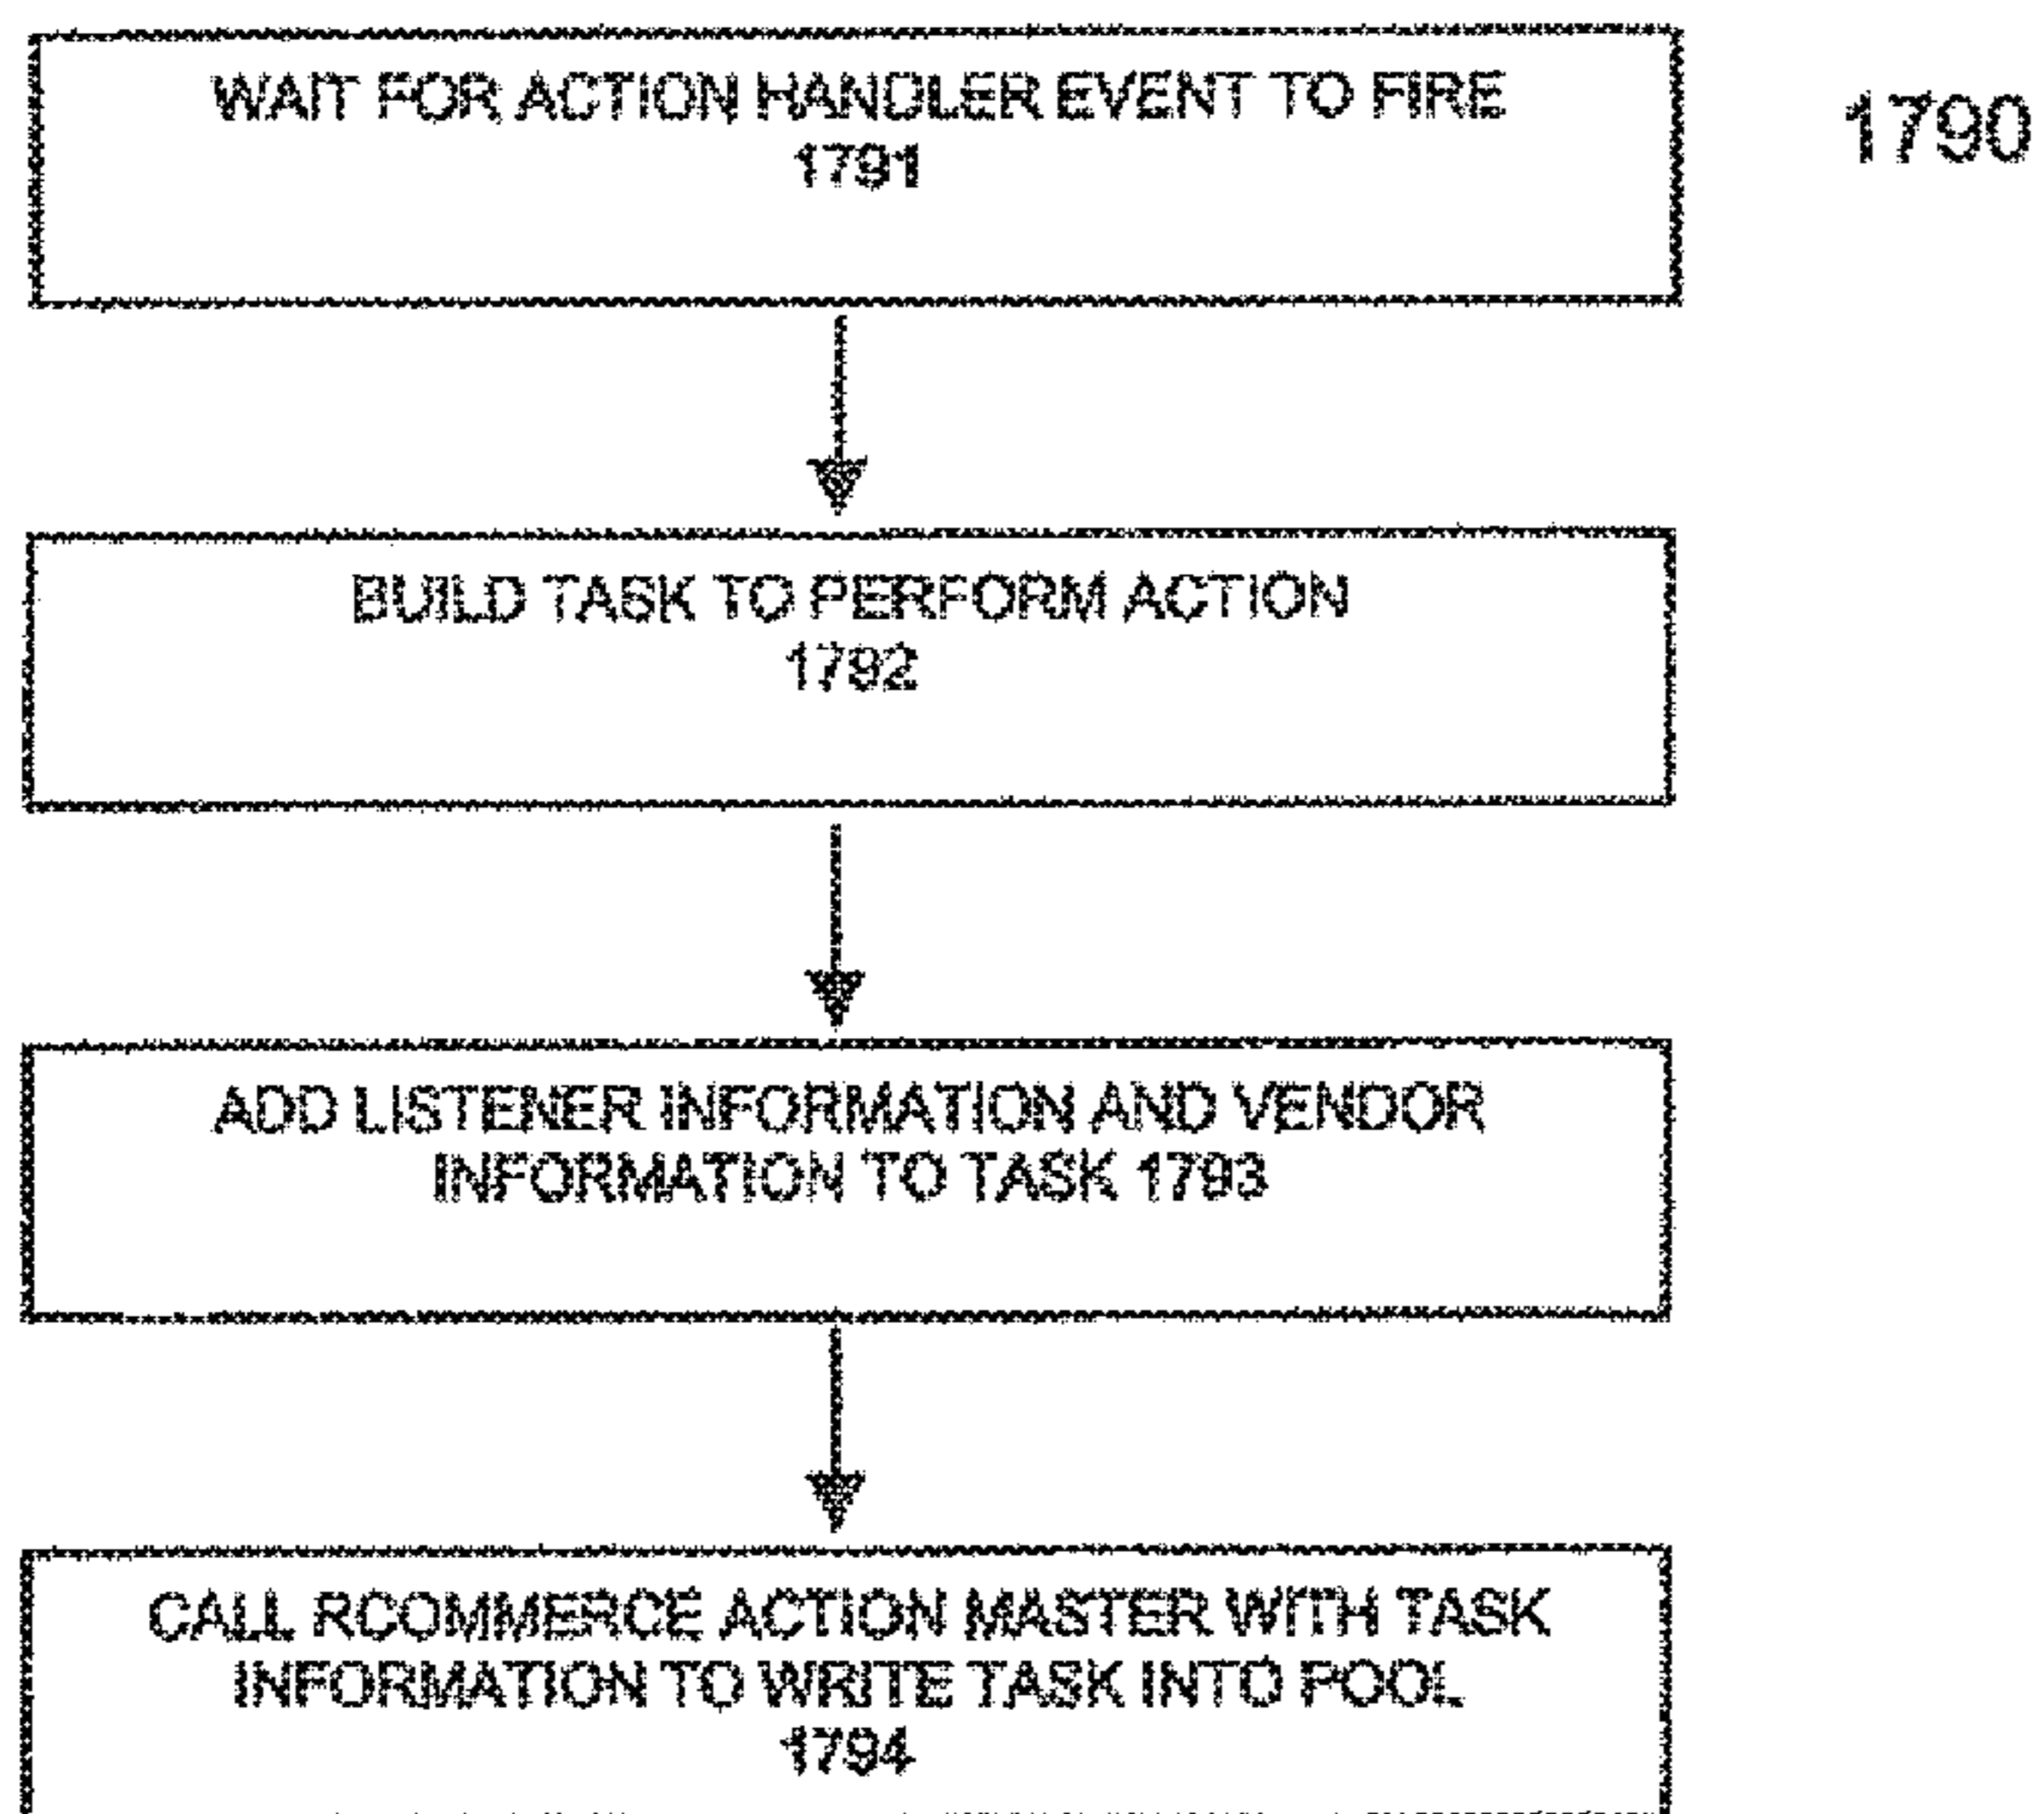 WAIT FOR ACTION HANDLER EVENT TO FIRE
1791
1790
BUILD TASK TO PERFORM ACTION
1792
ADD LISTENER INFORMATION AND VENDOR
INFORMATION TO TASK 1793
CALL RCOMMERCE ACTION MASTER WITH TASK
INFORMATION TO WRITE TASK INTO POOL
1794